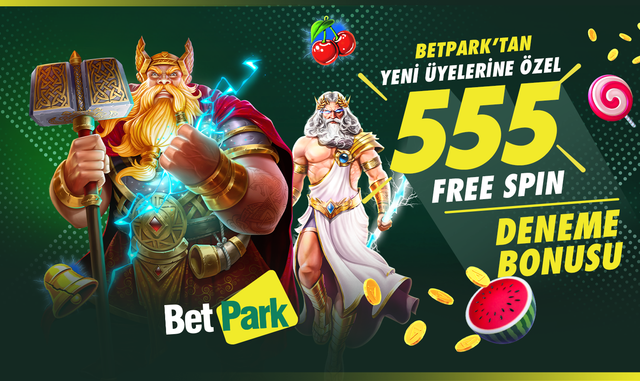 BETPARK'TAN
YENİ ÜYELERİNE ÖZEL
555
FREE SPIN
DENEME
BONUSU
BetPark